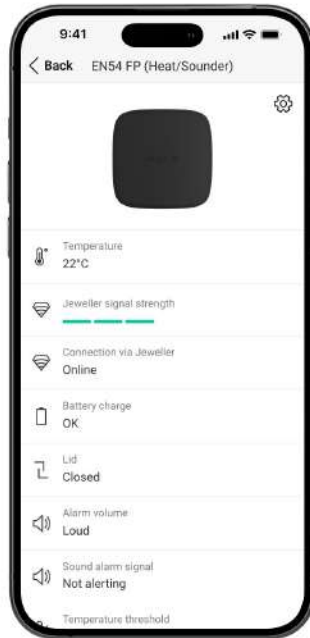 9:41
Back EN54 FP (Heat/Sounder)
Temperature
22°C
Jeweller signal strength
Connection via Jeweller
Online
Battery charge
OK
Lid
Closed
Alarm volume
Loud
Sound alarm signal
Not alerting
Temperature threshold